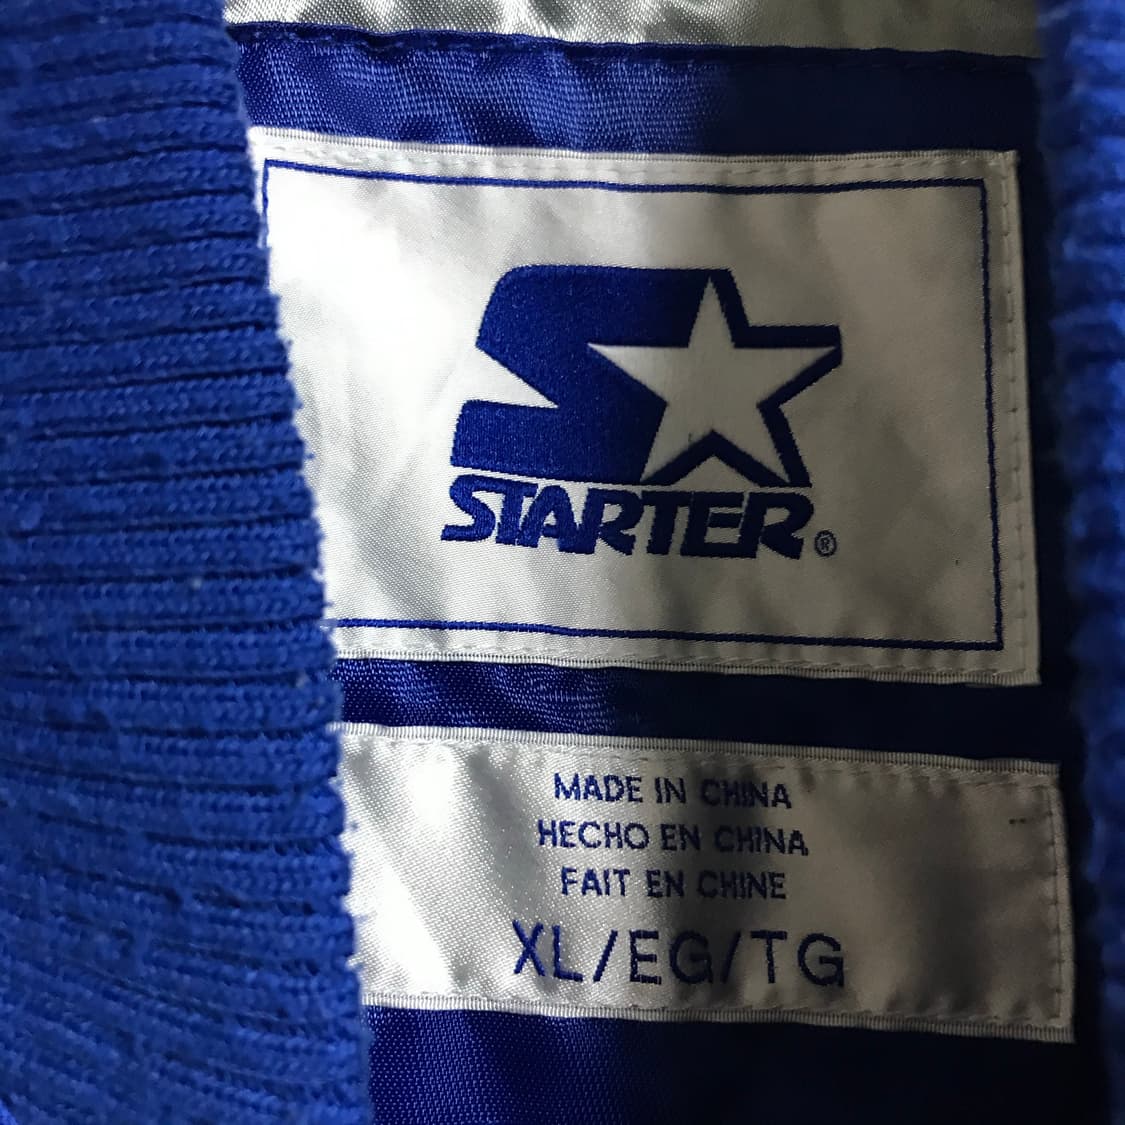 STARTER®
MADE IN CHINA
HECHO EN CHINA
FAIT EN CHINE
XL/EG/TG